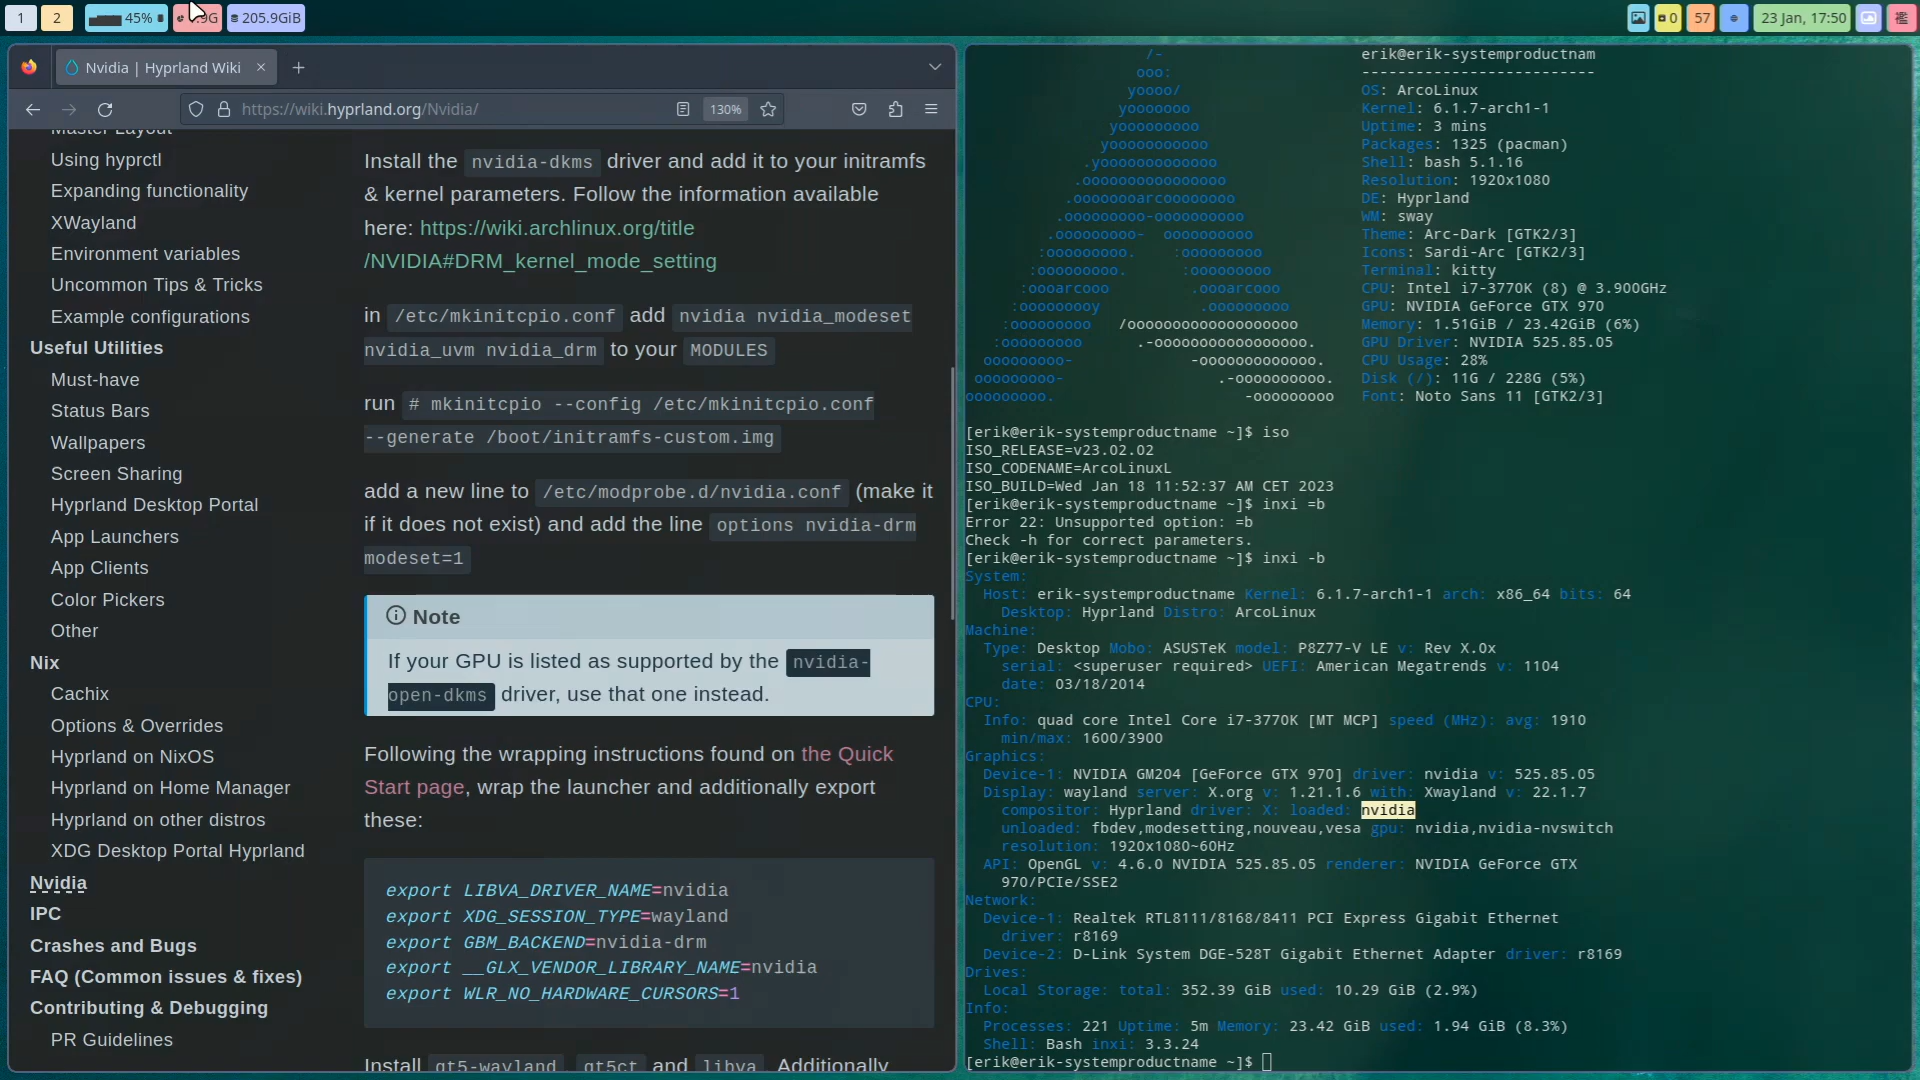 1 2 45% 205.9GiB
0 57 23 Jan, 17:50
Nvidia | Hyprland Wiki
https://wiki.hyprland.org/Nvidia/ 130%
Master Layout
Using hyprctl
Expanding functionality
XWayland
Environment variables
Uncommon Tips & Tricks
Example configurations
Useful Utilities
Must-have
Status Bars
Wallpapers
Screen Sharing
Hyprland Desktop Portal
App Launchers
App Clients
Color Pickers
Other
Nix
Cachix
Options & Overrides
Hyprland on NixOS
Hyprland on Home Manager
Hyprland on other distros
XDG Desktop Portal Hyprland
Nvidia
IPC
Crashes and Bugs
FAQ (Common issues & fixes)
Contributing & Debugging
PR Guidelines
Install the nvidia-dkms driver and add it to your initramfs
& kernel parameters. Follow the information available
here: https://wiki.archlinux.org/title
/NVIDIA#DRM_kernel_mode_setting
in /etc/mkinitcpio.conf add nvidia nvidia_modeset
nvidia_uvm nvidia_drm to your MODULES
run # mkinitcpio --config /etc/mkinitcpio.conf
--generate /boot/initramfs-custom.img
add a new line to /etc/modprobe.d/nvidia.conf (make it
if it does not exist) and add the line options nvidia-drm
modeset=1
Note
If your GPU is listed as supported by the nvidia-
open-dkms driver, use that one instead.
Following the wrapping instructions found on the Quick
Start page, wrap the launcher and additionally export
these:
export LIBVA_DRIVER_NAME=nvidia
export XDG_SESSION_TYPE=wayland
export GBM_BACKEND=nvidia-drm
export __GLX_VENDOR_LIBRARY_NAME=nvidia
export WLR_NO_HARDWARE_CURSORS=1
Install qt5-wayland, qt5ct and libva. Additionally
erik@erik-systemproductnam
--------------------------
OS: ArcoLinux
Kernel: 6.1.7-arch1-1
Uptime: 3 mins
Packages: 1325 (pacman)
Shell: bash 5.1.16
Resolution: 1920x1080
DE: Hyprland
WM: sway
Theme: Arc-Dark [GTK2/3]
Icons: Sardi-Arc [GTK2/3]
Terminal: kitty
CPU: Intel i7-3770K (8) @ 3.900GHz
GPU: NVIDIA GeForce GTX 970
Memory: 1.51GiB / 23.42GiB (6%)
GPU Driver: NVIDIA 525.85.05
CPU Usage: 28%
Disk (/): 11G / 228G (5%)
Font: Noto Sans 11 [GTK2/3]
[erik@erik-systemproductname ~]$ iso
ISO_RELEASE=v23.02.02
ISO_CODENAME=ArcoLinuxL
ISO_BUILD=Wed Jan 18 11:52:37 AM CET 2023
[erik@erik-systemproductname ~]$ inxi =b
Error 22: Unsupported option: =b
Check -h for correct parameters.
[erik@erik-systemproductname ~]$ inxi -b
System:
Host: erik-systemproductname Kernel: 6.1.7-arch1-1 arch: x86_64 bits: 64
Desktop: Hyprland Distro: ArcoLinux
Machine:
Type: Desktop Mobo: ASUSTeK model: P8Z77-V LE v: Rev X.0x
serial: <superuser required> UEFI: American Megatrends v: 1104
date: 03/18/2014
CPU:
Info: quad core Intel Core i7-3770K [MT MCP] speed (MHz): avg: 1910
min/max: 1600/3900
Graphics:
Device-1: NVIDIA GM204 [GeForce GTX 970] driver: nvidia v: 525.85.05
Display: wayland server: X.org v: 1.21.1.6 with: Xwayland v: 22.1.7
compositor: Hyprland driver: X: loaded: nvidia
unloaded: fbdev,modesetting,nouveau,vesa gpu: nvidia,nvidia-nvswitch
resolution: 1920x1080~60Hz
API: OpenGL v: 4.6.0 NVIDIA 525.85.05 renderer: NVIDIA GeForce GTX
970/PCIe/SSE2
Network:
Device-1: Realtek RTL8111/8168/8411 PCI Express Gigabit Ethernet
driver: r8169
Device-2: D-Link System DGE-528T Gigabit Ethernet Adapter driver: r8169
Drives:
Local Storage: total: 352.39 GiB used: 10.29 GiB (2.9%)
Info:
Processes: 221 Uptime: 5m Memory: 23.42 GiB used: 1.94 GiB (8.3%)
Shell: Bash inxi: 3.3.24
[erik@erik-systemproductname ~]$